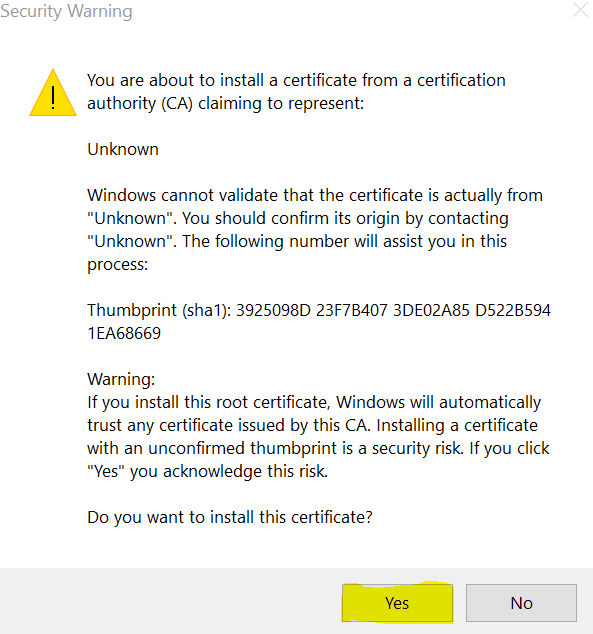 Security Warning
You are about to install a certificate from a certification
authority (CA) claiming to represent:
Unknown
Windows cannot validate that the certificate is actually from
"Unknown". You should confirm its origin by contacting
"Unknown". The following number will assist you in this
process:
Thumbprint (sha1): 3925098D 23F7B407 3DE02A85 D522B594
1EA68669
Warning:
If you install this root certificate, Windows will automatically
trust any certificate issued by this CA. Installing a certificate
with an unconfirmed thumbprint is a security risk. If you click
"Yes" you acknowledge this risk.
Do you want to install this certificate?
Yes No